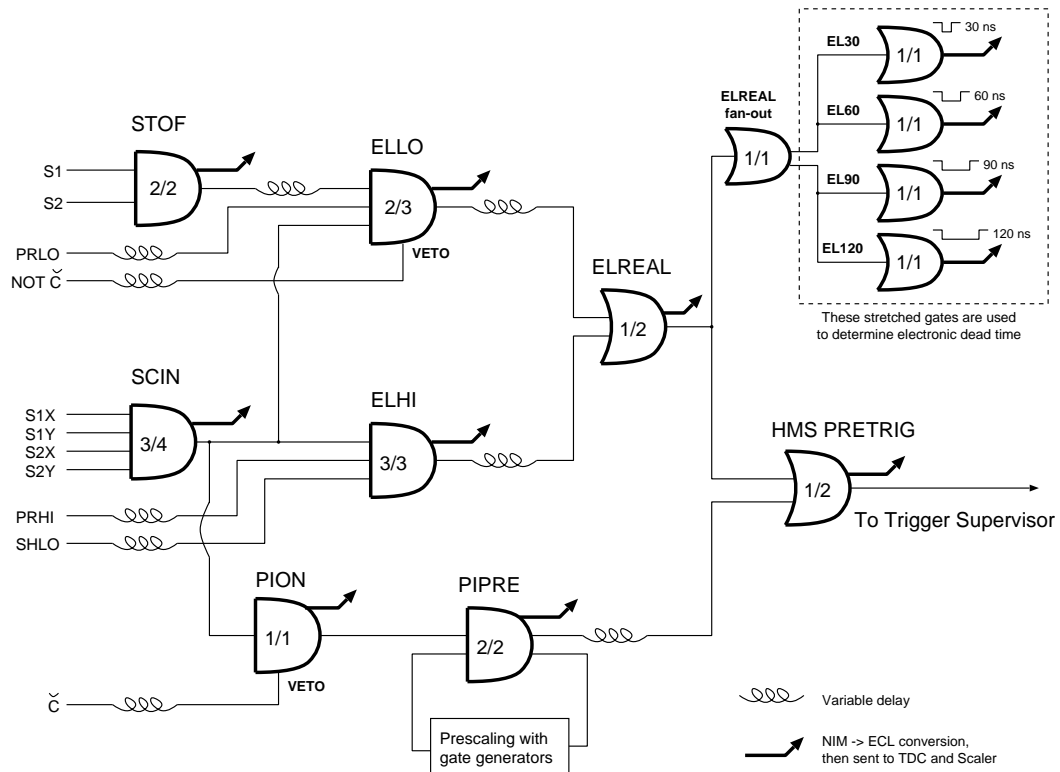 30 ns
EL30
1/1
ELREAL
fan-out
EL60
60 ns
1/1
STOF
ELLO
1/1
S1
2/2
S2
2/3
EL90
90 ns
1/1
PRLO
VETO
NOT Č
EL120
120 ns
1/1
ELREAL
These stretched gates are used
to determine electronic dead time
1/2
SCIN
ELHI
S1X
S1Y
S2X
S2Y
3/4
3/3
HMS PRETRIG
1/2
PRHI
SHLO
To Trigger Supervisor
PION
PIPRE
1/1
2/2
VETO
Č
Prescaling with
gate generators
Variable delay
NIM -> ECL conversion,
then sent to TDC and Scaler